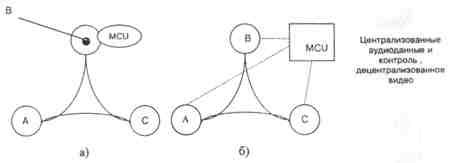 B
MCU
A
C
а)
B
MCU
A
C
б)
Централизованные
аудиоданные и
контроль ,
децентрализованное
видео